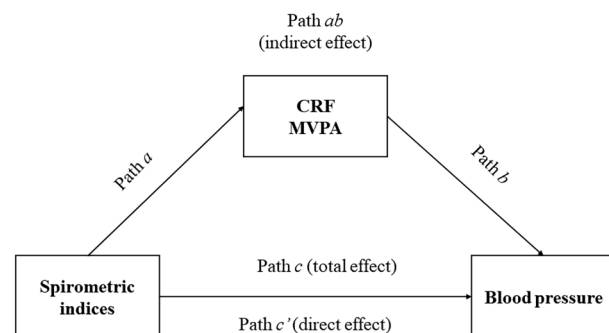 Path ab
(indirect effect)
CRF
MVPA
Path a
Path b
Spirometric
indices
Path c (total effect)
Path c' (direct effect)
Blood pressure